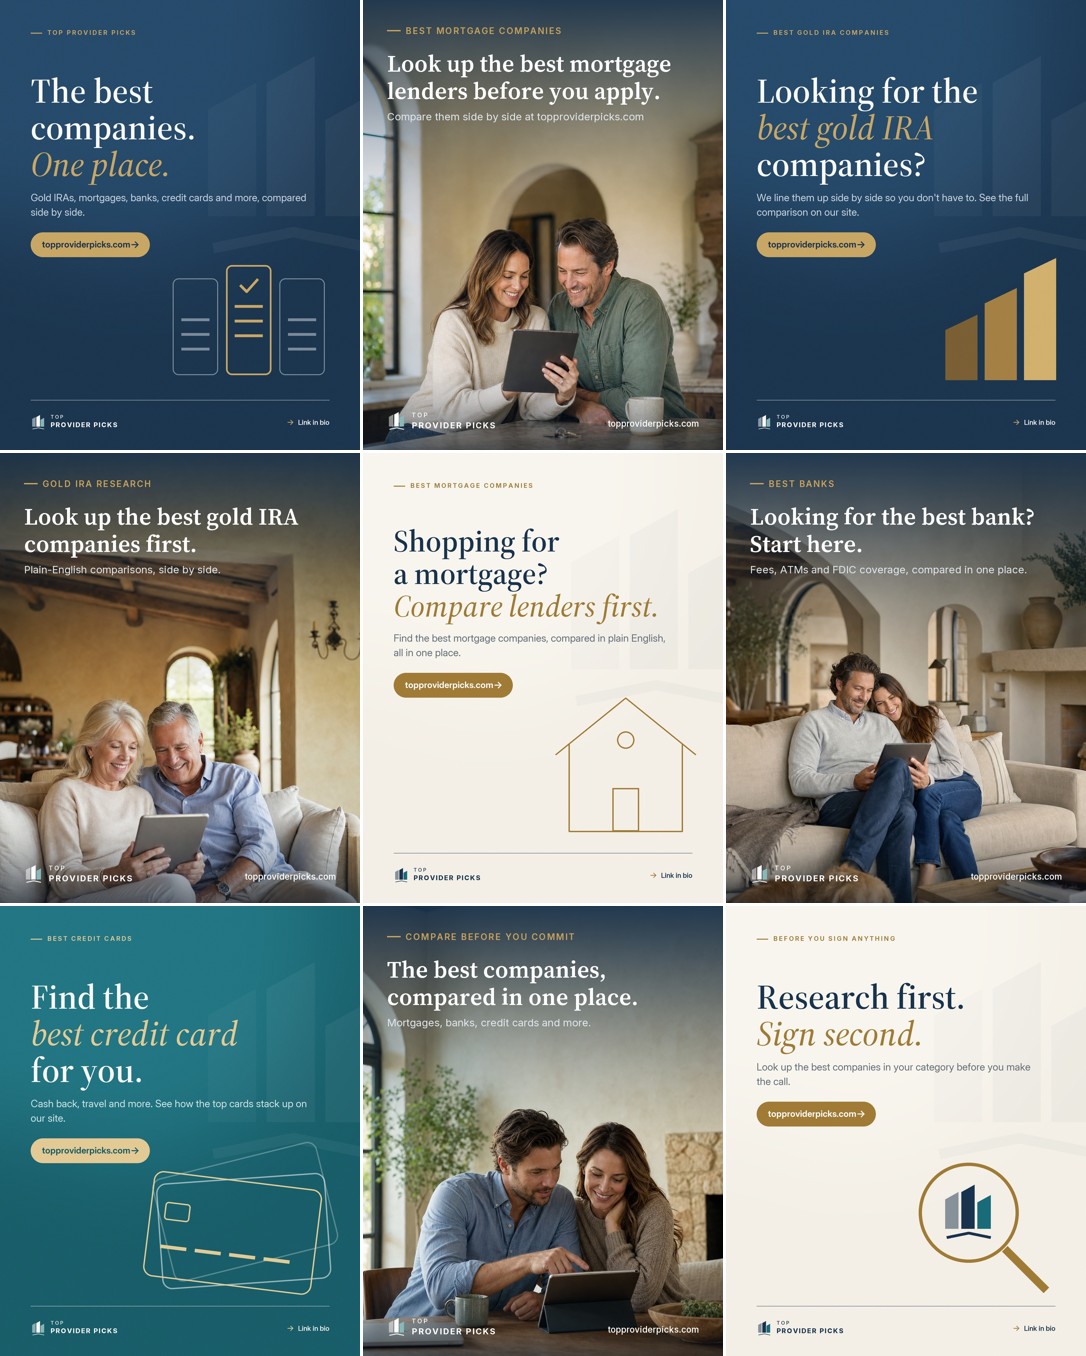 TOP PROVIDER PICKS
The best
companies.
One place.
Gold IRAs, mortgages, banks, credit cards and more, compared
side by side.
topproviderpicks.com→
TOP
PROVIDER PICKS
→ Link in bio
BEST MORTGAGE COMPANIES
Look up the best mortgage
lenders before you apply.
Compare them side by side at topproviderpicks.com
TOP
PROVIDER PICKS
topproviderpicks.com
BEST GOLD IRA COMPANIES
Looking for the
best gold IRA
companies?
We line them up side by side so you don't have to. See the full
comparison on our site.
topproviderpicks.com→
TOP
PROVIDER PICKS
→ Link in bio
GOLD IRA RESEARCH
Look up the best gold IRA
companies first.
Plain-English comparisons, side by side.
TOP
PROVIDER PICKS
topproviderpicks.com
BEST MORTGAGE COMPANIES
Shopping for
a mortgage?
Compare lenders first.
Find the best mortgage companies, compared in plain English,
all in one place.
topproviderpicks.com→
TOP
PROVIDER PICKS
→ Link in bio
BEST BANKS
Looking for the best bank?
Start here.
Fees, ATMs and FDIC coverage, compared in one place.
TOP
PROVIDER PICKS
topproviderpicks.com
BEST CREDIT CARDS
Find the
best credit card
for you.
Cash back, travel and more. See how the top cards stack up on
our site.
topproviderpicks.com→
TOP
PROVIDER PICKS
→ Link in bio
COMPARE BEFORE YOU COMMIT
The best companies,
compared in one place.
Mortgages, banks, credit cards and more.
TOP
PROVIDER PICKS
topproviderpicks.com
BEFORE YOU SIGN ANYTHING
Research first.
Sign second.
Look up the best companies in your category before you make
the call.
topproviderpicks.com→
TOP
PROVIDER PICKS
→ Link in bio